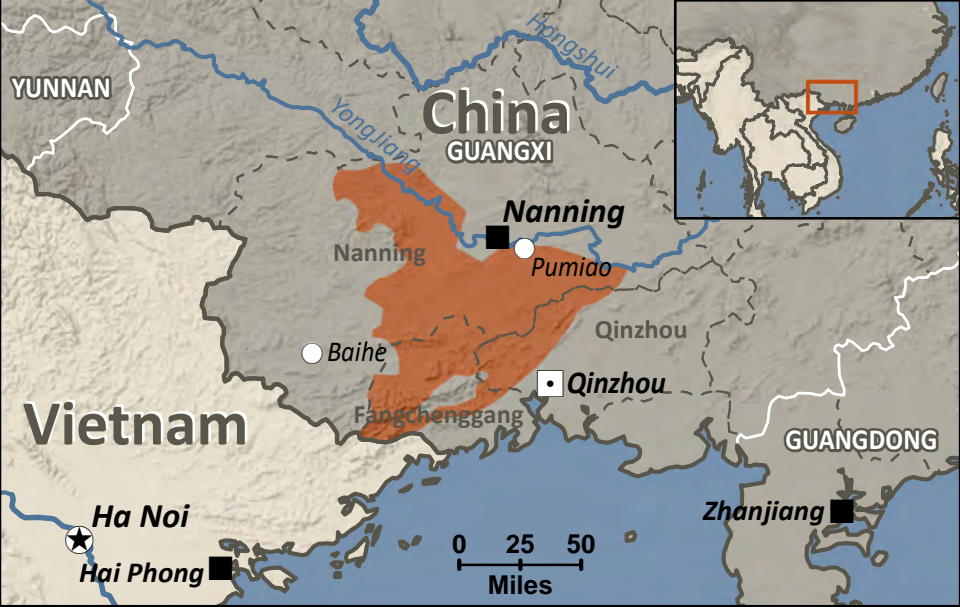 Hongshui
YUNNAN
China
YongJiang
GUANGXI
Nanning
Nanning
Pumiao
Qinzhou
Baihe
Qinzhou
Vietnam
Fangchenggang
GUANGDONG
Ha Noi
Zhanjiang
0 25 50
Hai Phong
Miles